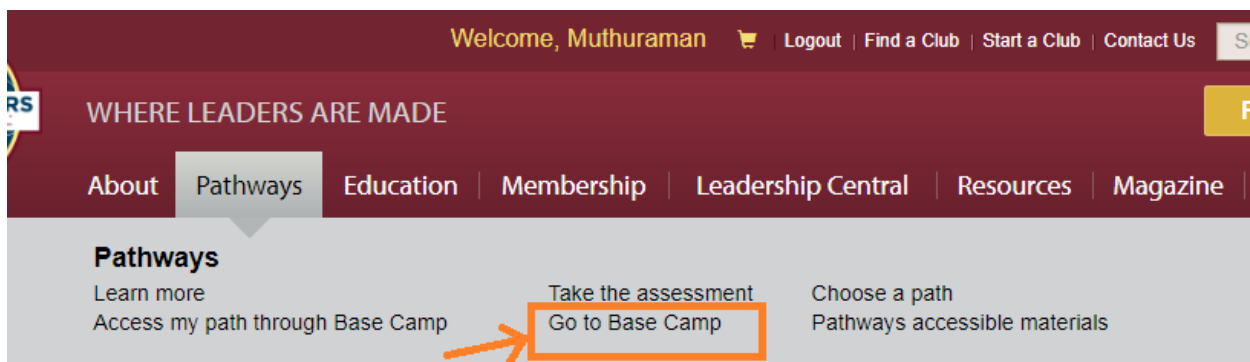 Welcome, Muthuraman Logout | Find a Club | Start a Club | Contact Us
RS WHERE LEADERS ARE MADE
About Pathways Education | Membership | Leadership Central | Resources | Magazine |
Pathways
Learn more Take the assessment Choose a path
Access my path through Base Camp Go to Base Camp Pathways accessible materials